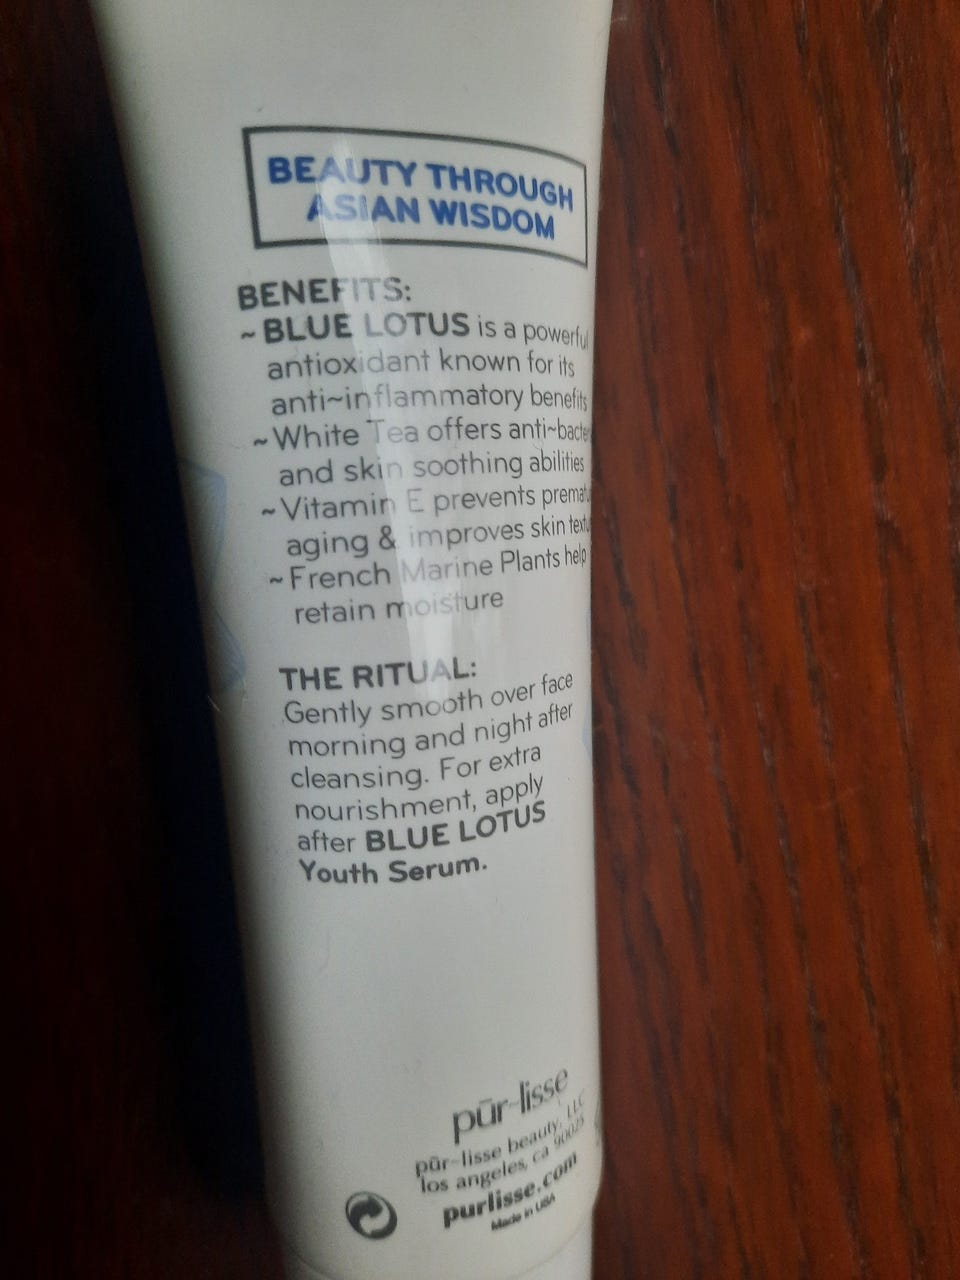 BEAUTY THROUGH
ASIAN WISDOM
BENEFITS:
~BLUE LOTUS is a
antioxidant known for its
anti~inflammatory benefits
~White Tea offers
and skin soothing abilities
~Vitamin E prevents
aging & improves skin
~French Marine Plants help
retain moisture
THE RITUAL:
Gently smooth over face
morning and night after
cleansing. For extra
nourishment, apply
after BLUE LOTUS
Youth Serum.
pūr~lisse
pūr~lisse beauty, LLC
los angeles, ca 90025
purlisse.com
Made in USA